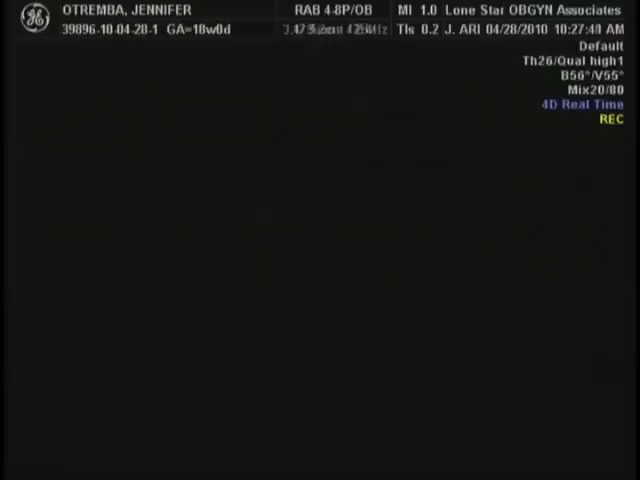 OTREMBA, JENNIFER RAB 4-8P/OB MI 1.0 Lone Star OBGYN Associates
39896-10-04-28-1 GA=18w0d TIs 0.2 J. ARI 04/28/2010 10:27:40 AM
Default
Th26/Qual high1
B56°/V55°
Mix20/80
4D Real Time
REC